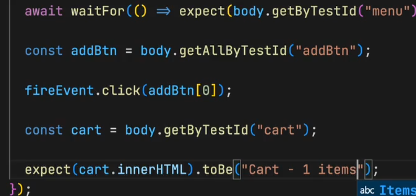 await waitFor(() => expect(body.getByTestId("menu")
const addBtn = body.getAllByTestId("addBtn");
fireEvent.click(addBtn[0]);
const cart = body.getByTestId("cart");
expect(cart.innerHTML).toBe("Cart - 1 items");
});
abc Items